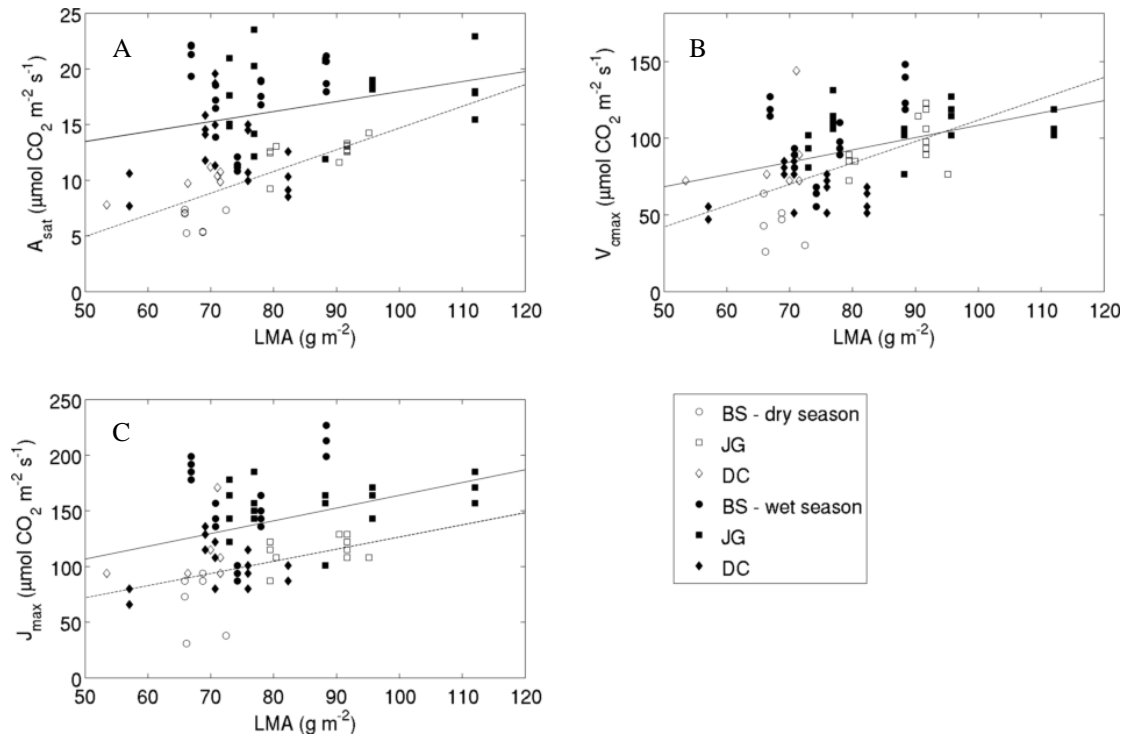 A
A_sat (μmol CO₂ m⁻² s⁻¹)
25
20
15
10
5
0
50 60 70 80 90 100 110 120
LMA (g m⁻²)
B
V_cmax (μmol CO₂ m⁻² s⁻¹)
150
100
50
0
50 60 70 80 90 100 110 120
LMA (g m⁻²)
C
J_max (μmol CO₂ m⁻² s⁻¹)
250
200
150
100
50
0
50 60 70 80 90 100 110 120
LMA (g m⁻²)
BS - dry season
JG
DC
BS - wet season
JG
DC